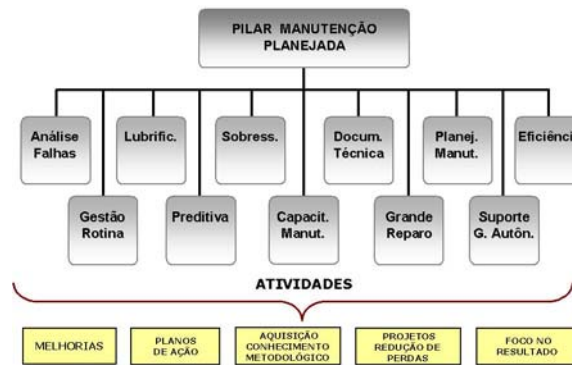 PILAR MANUTENÇÃO
PLANEJADA
Análise
Falhas
Lubrific.
Sobress.
Docum.
Técnica
Planej.
Manut.
Eficiênci
Gestão
Rotina
Preditiva
Capacit.
Manut.
Grande
Reparo
Suporte
G. Autôn.
ATIVIDADES
MELHORIAS
PLANOS
DE AÇÃO
AQUISIÇÃO
CONHECIMENTO
METODOLÓGICO
PROJETOS
REDUÇÃO DE
PERDAS
FOCO NO
RESULTADO